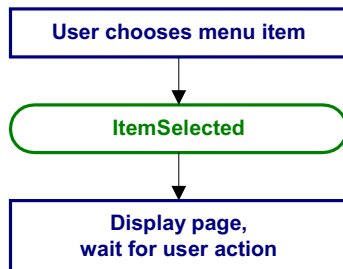 User chooses menu item
ItemSelected
Display page,
wait for user action